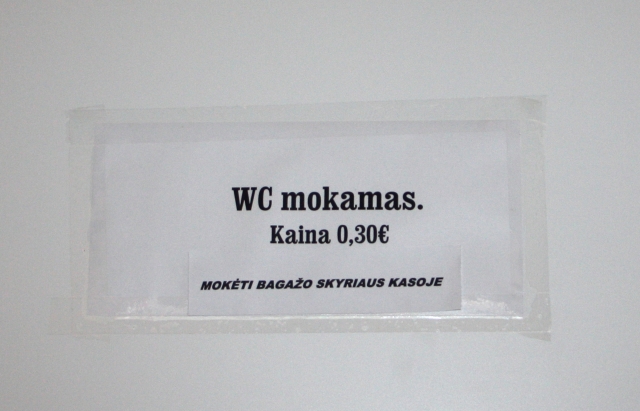 WC mokamas.
Kaina 0,30€
MOKĖTI BAGAŽO SKYRIAUS KASOJE